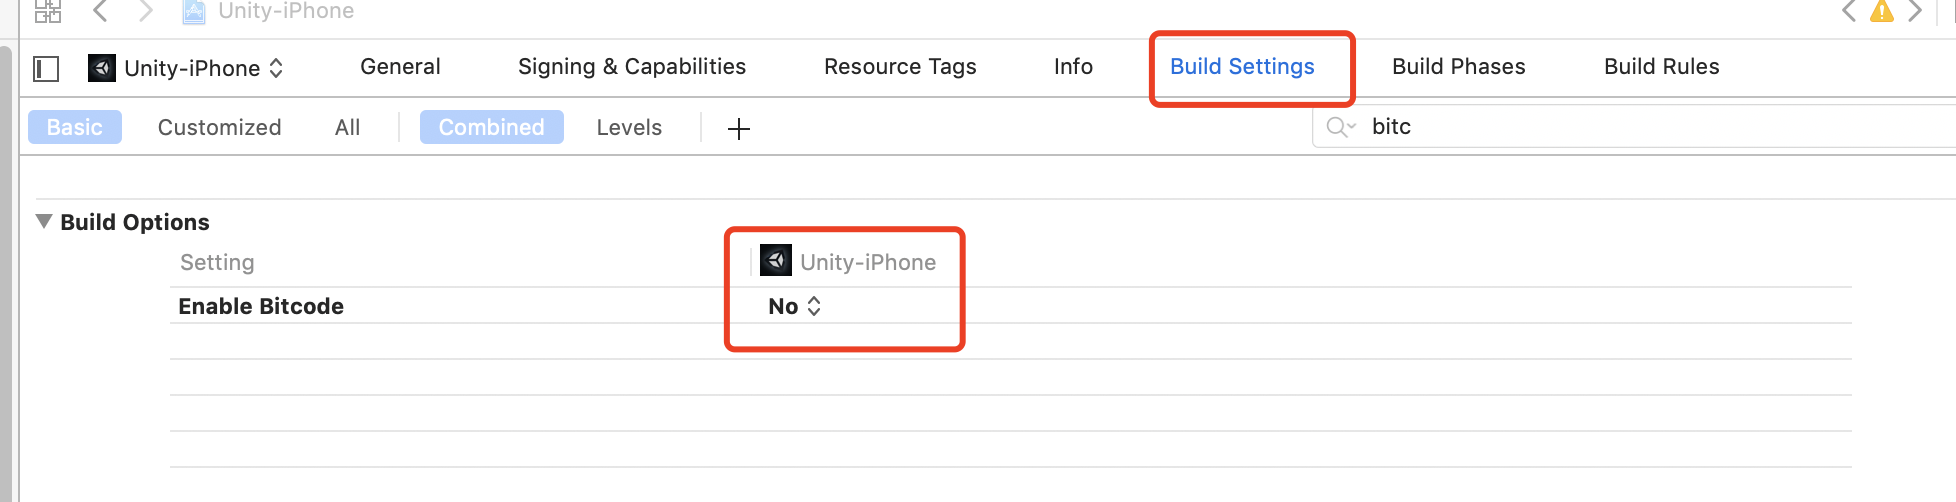 Unity-iPhone
Unity-iPhone General Signing & Capabilities Resource Tags Info Build Settings Build Phases Build Rules
Basic Customized All Combined Levels + bitc
Build Options
Setting Unity-iPhone
Enable Bitcode No